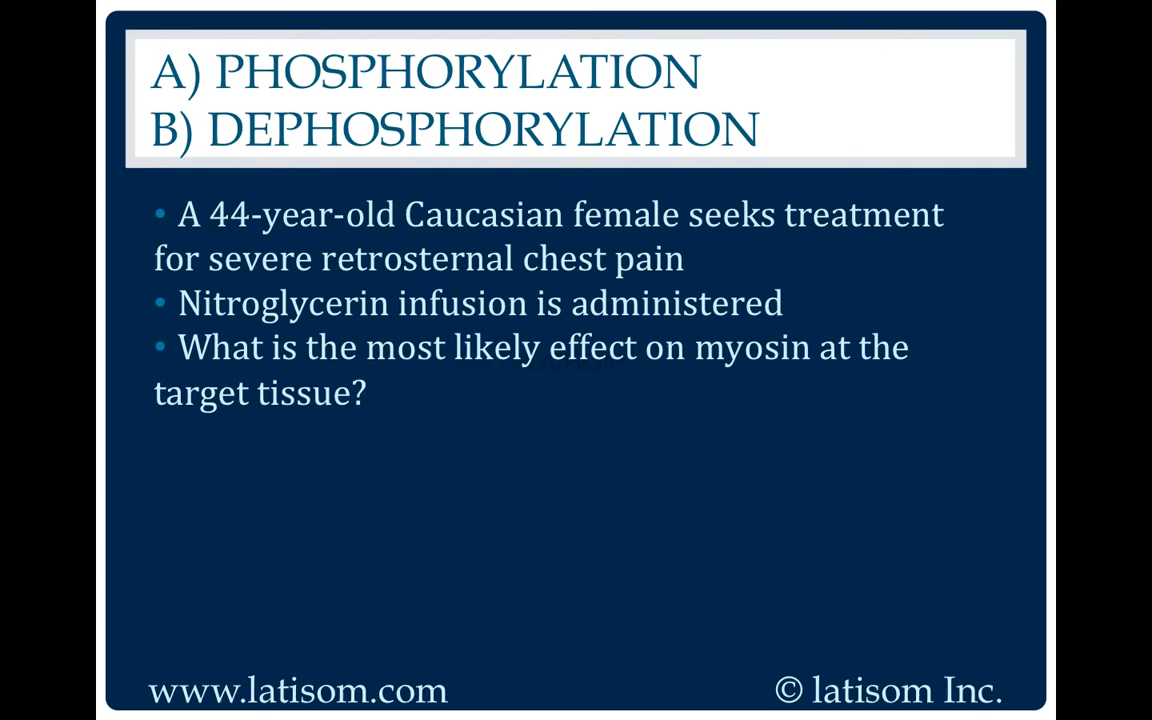 A) PHOSPHORYLATION
B) DEPHOSPHORYLATION
• A 44-year-old Caucasian female seeks treatment
for severe retrosternal chest pain
• Nitroglycerin infusion is administered
• What is the most likely effect on myosin at the
target tissue?
www.latisom.com
© latisom Inc.